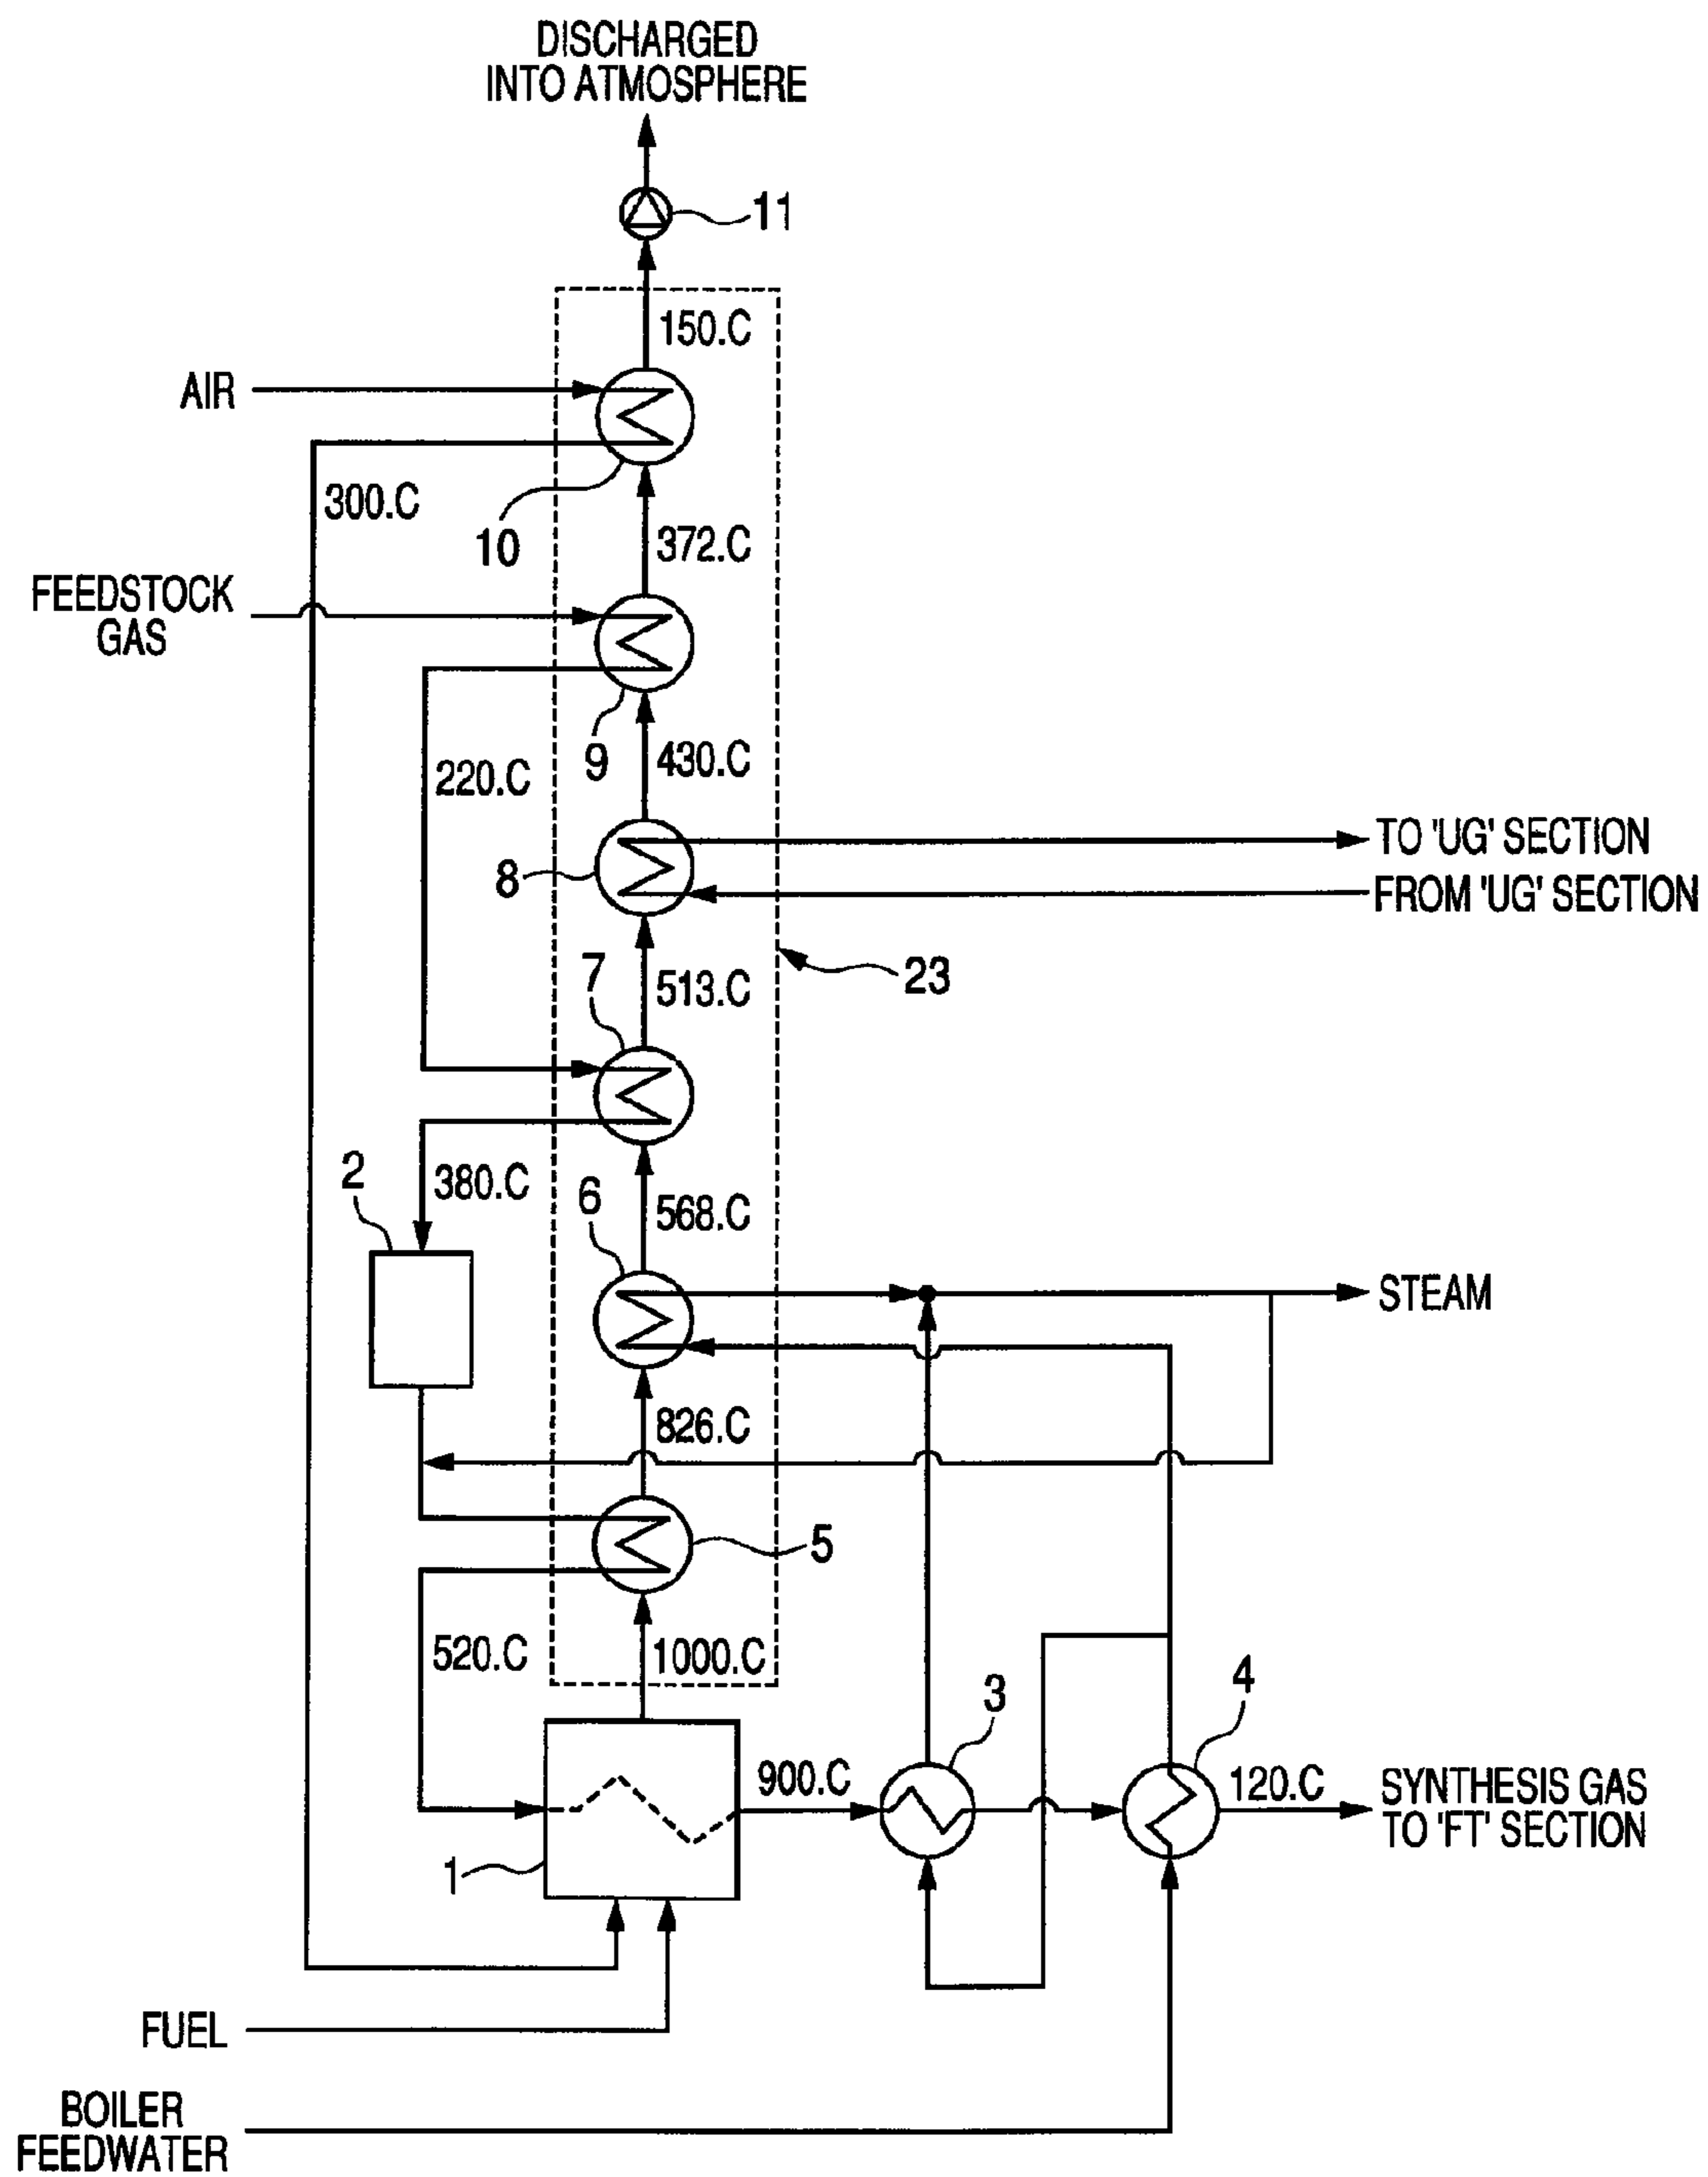 DISCHARGED
INTO ATMOSPHERE
11
150.C
AIR
300.C
10
372.C
FEEDSTOCK
GAS
9
220.C
430.C
8
TO 'UG' SECTION
FROM 'UG' SECTION
7
513.C
23
2
380.C
6
568.C
STEAM
826.C
5
520.C
1000.C
3
4
900.C
120.C
SYNTHESIS GAS
TO 'FT' SECTION
1
FUEL
BOILER
FEEDWATER